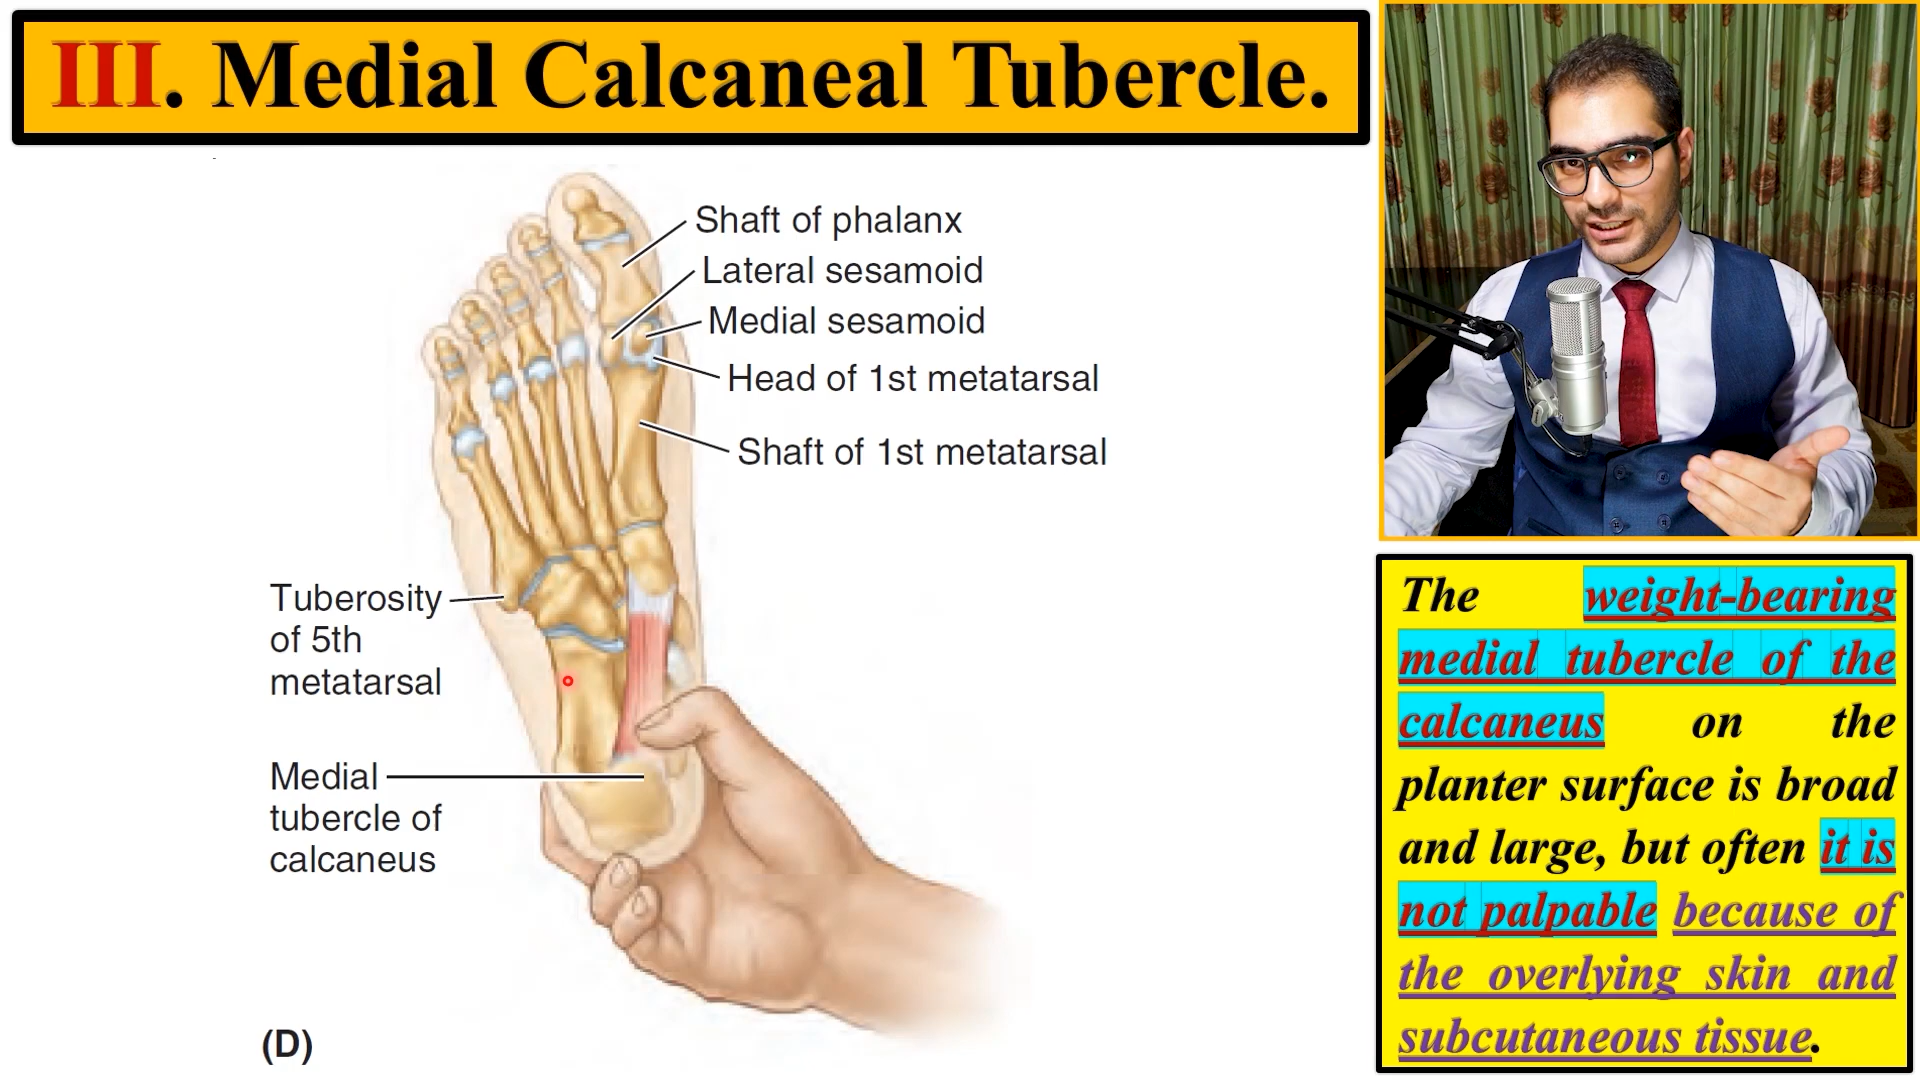 III. Medial Calcaneal Tubercle.
Shaft of phalanx
Lateral sesamoid
Medial sesamoid
Head of 1st metatarsal
Shaft of 1st metatarsal
Tuberosity
of 5th
metatarsal
Medial
tubercle of
calcaneus
(D)
The weight-bearing
medial tubercle of the
calcaneus on the
planter surface is broad
and large, but often it is
not palpable because of
the overlying skin and
subcutaneous tissue.